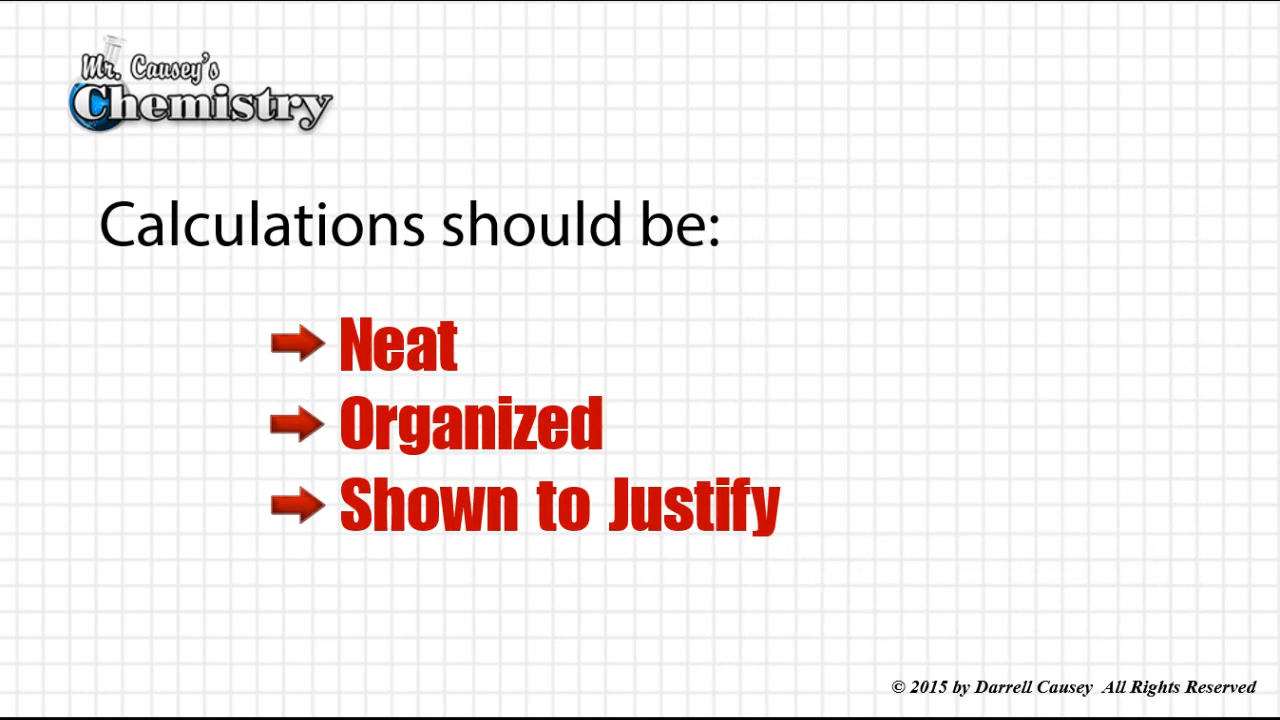 Mr. Causey's
Chemistry
Calculations should be:
Neat
Organized
Shown to Justify
© 2015 by Darrell Causey All Rights Reserved